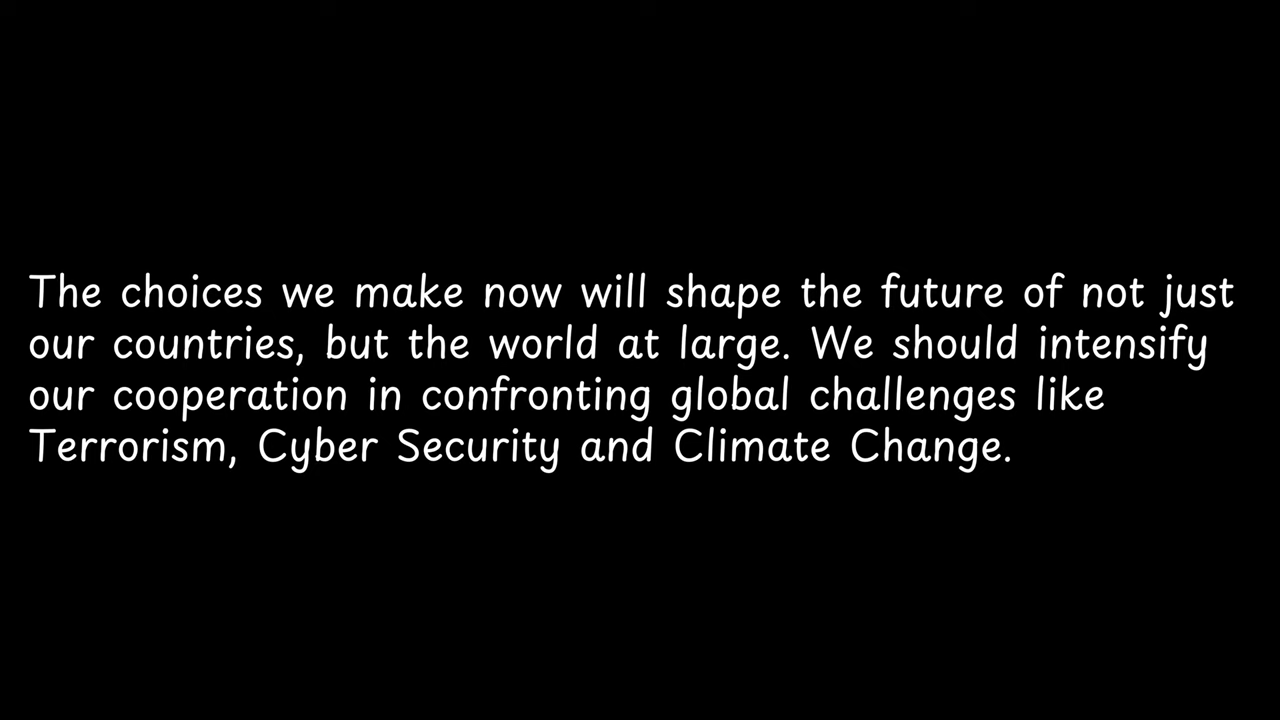 The choices we make now will shape the future of not just
our countries, but the world at large. We should intensify
our cooperation in confronting global challenges like
Terrorism, Cyber Security and Climate Change.